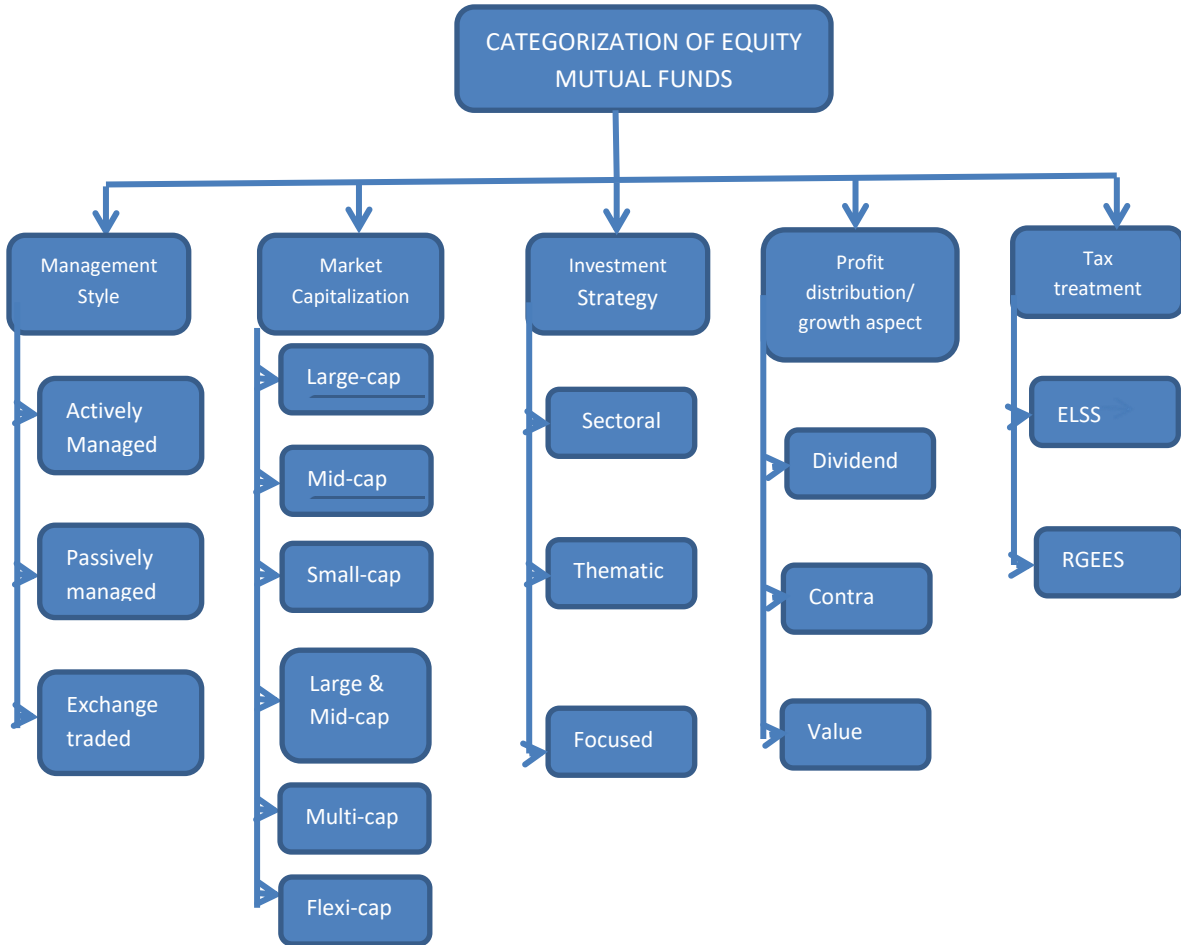 CATEGORIZATION OF EQUITY
MUTUAL FUNDS
Management
Style
Actively
Managed
Passively
managed
Exchange
traded
Market
Capitalization
Large-cap
Mid-cap
Small-cap
Large &
Mid-cap
Multi-cap
Flexi-cap
Investment
Strategy
Sectoral
Thematic
Focused
Profit
distribution/
growth aspect
Dividend
Contra
Value
Tax
treatment
ELSS
RGEES